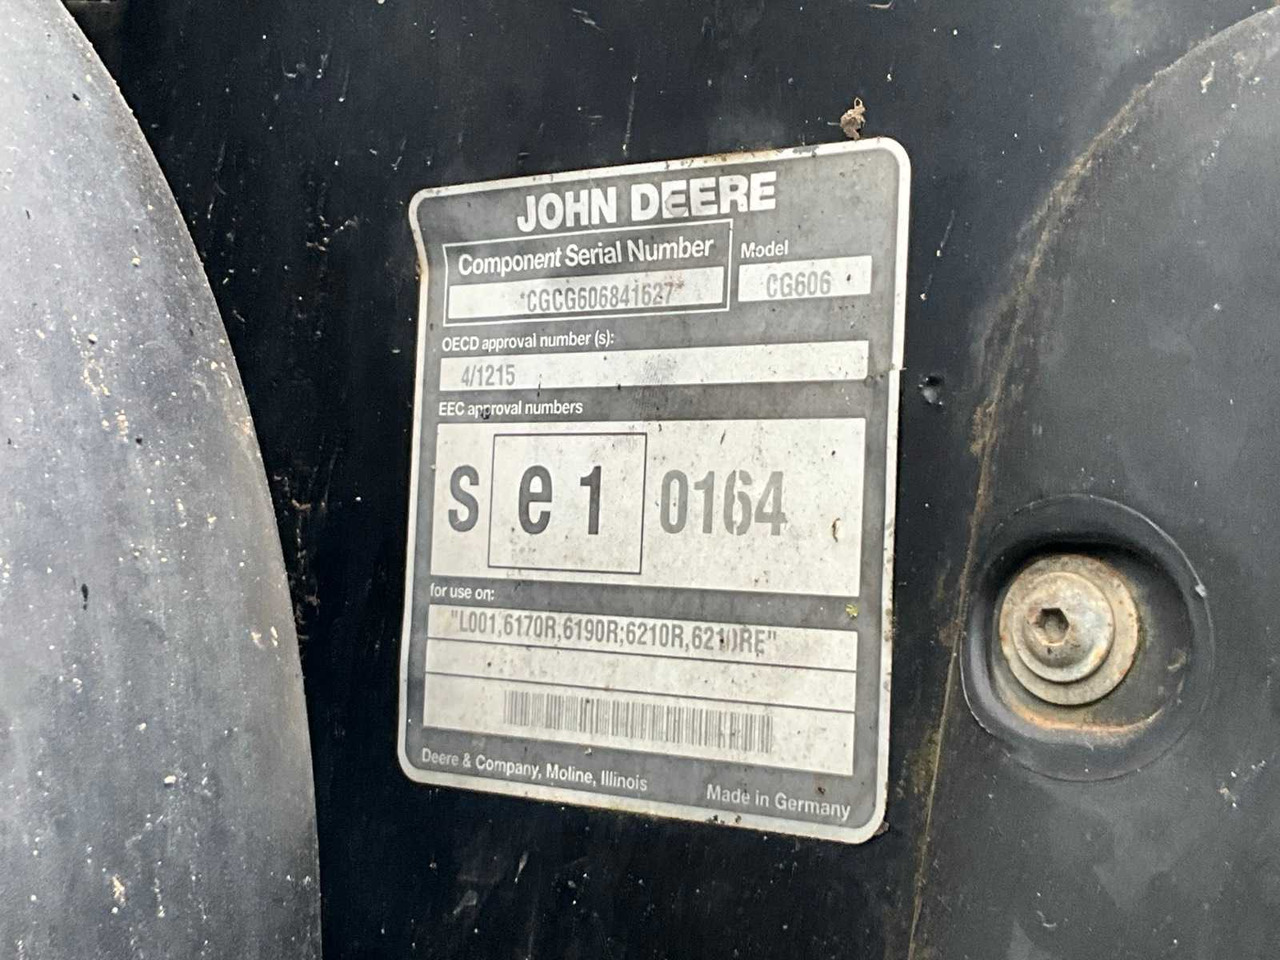 JOHN DEERE
Component Serial Number
Model
*CGCG606841627*
CG606
OECD approval number (s):
4/1215
EEC approval numbers
S e 1 0164
for use on:
"L001,6170R,6190R;6210R,6210RE"
Deere & Company, Moline, Illinois
Made in Germany